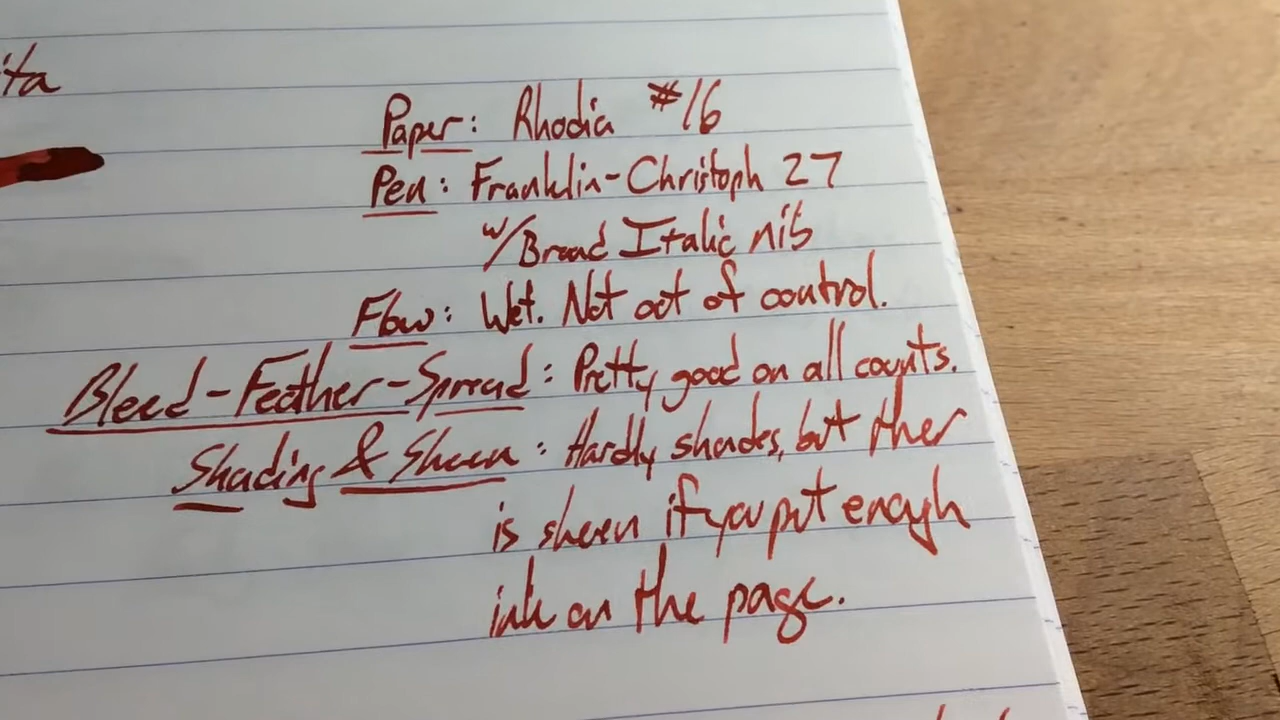 ita
Paper: Rhodia #16
Pen: Franklin-Christoph 27
w/Broad Italic nib
Flow: Wet. Not out of control.
Bleed-Feather-Spread: Pretty good on all counts.
Shading & Sheen: Hardly shades, but ther
is sheen if you put enough
ink on the page.